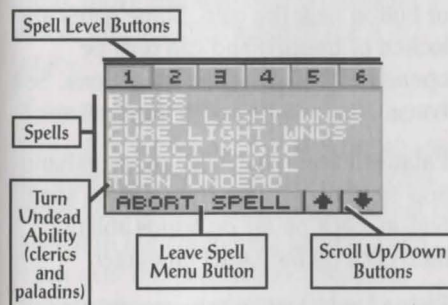 Spell Level Buttons
1 2 3 4 5 6
BLESS
CAUSE LIGHT WNDS
CURE LIGHT WNDS
DETECT MAGIC
PROTECT-EVIL
TURN UNDEAD
ABORT SPELL
Spells
Turn
Undead
Ability
(clerics
and
paladins)
Leave Spell
Menu Button
Scroll Up/Down
Buttons